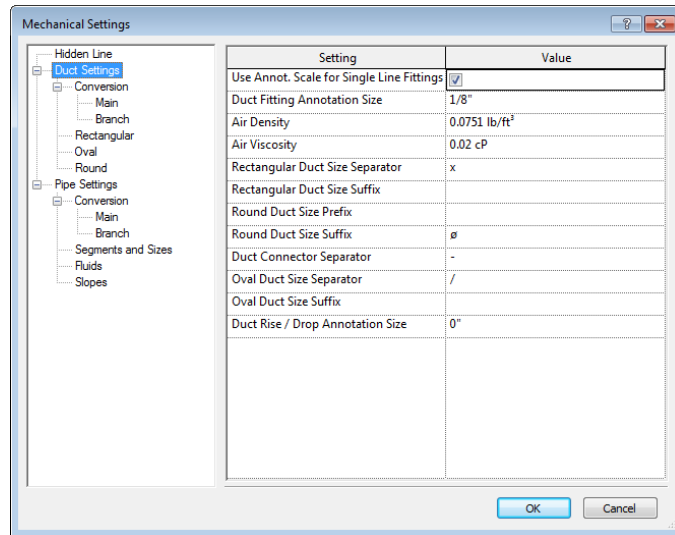 Mechanical Settings
Hidden Line
Duct Settings
Conversion
Main
Branch
Rectangular
Oval
Round
Pipe Settings
Conversion
Main
Branch
Segments and Sizes
Fluids
Slopes
Setting Value
Use Annot. Scale for Single Line Fittings
Duct Fitting Annotation Size 1/8"
Air Density 0.0751 lb/ft³
Air Viscosity 0.02 cP
Rectangular Duct Size Separator x
Rectangular Duct Size Suffix
Round Duct Size Prefix
Round Duct Size Suffix ø
Duct Connector Separator -
Oval Duct Size Separator /
Oval Duct Size Suffix
Duct Rise / Drop Annotation Size 0"
OK Cancel